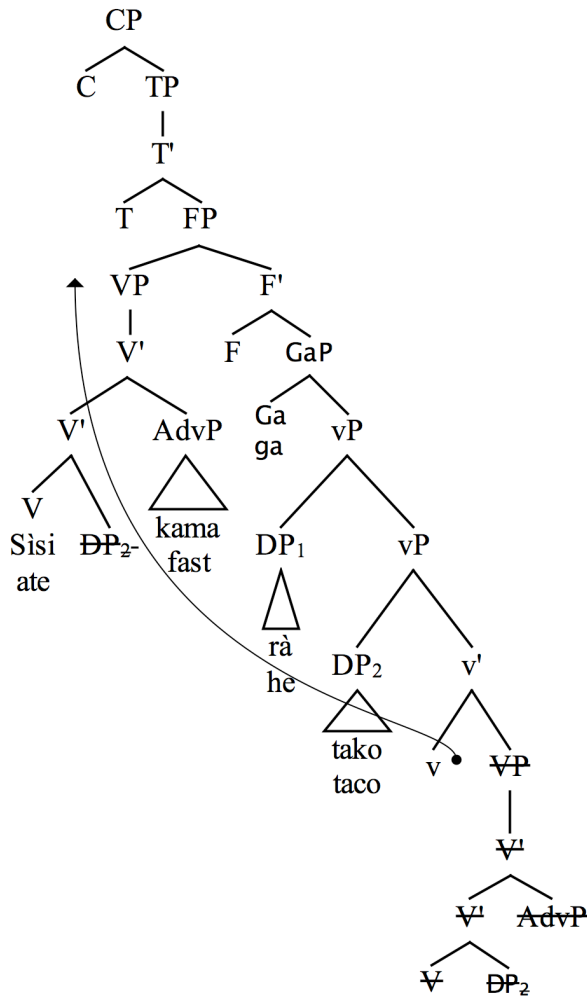 CP
C TP
T'
T FP
VP F'
V' F GaP
V' AdvP Ga vP
ga
V DP₂- kama DP₁ vP
Sìsi fast
ate rà DP₂ v'
he
tako v VP
taco
V'
V' AdvP
V DP₂